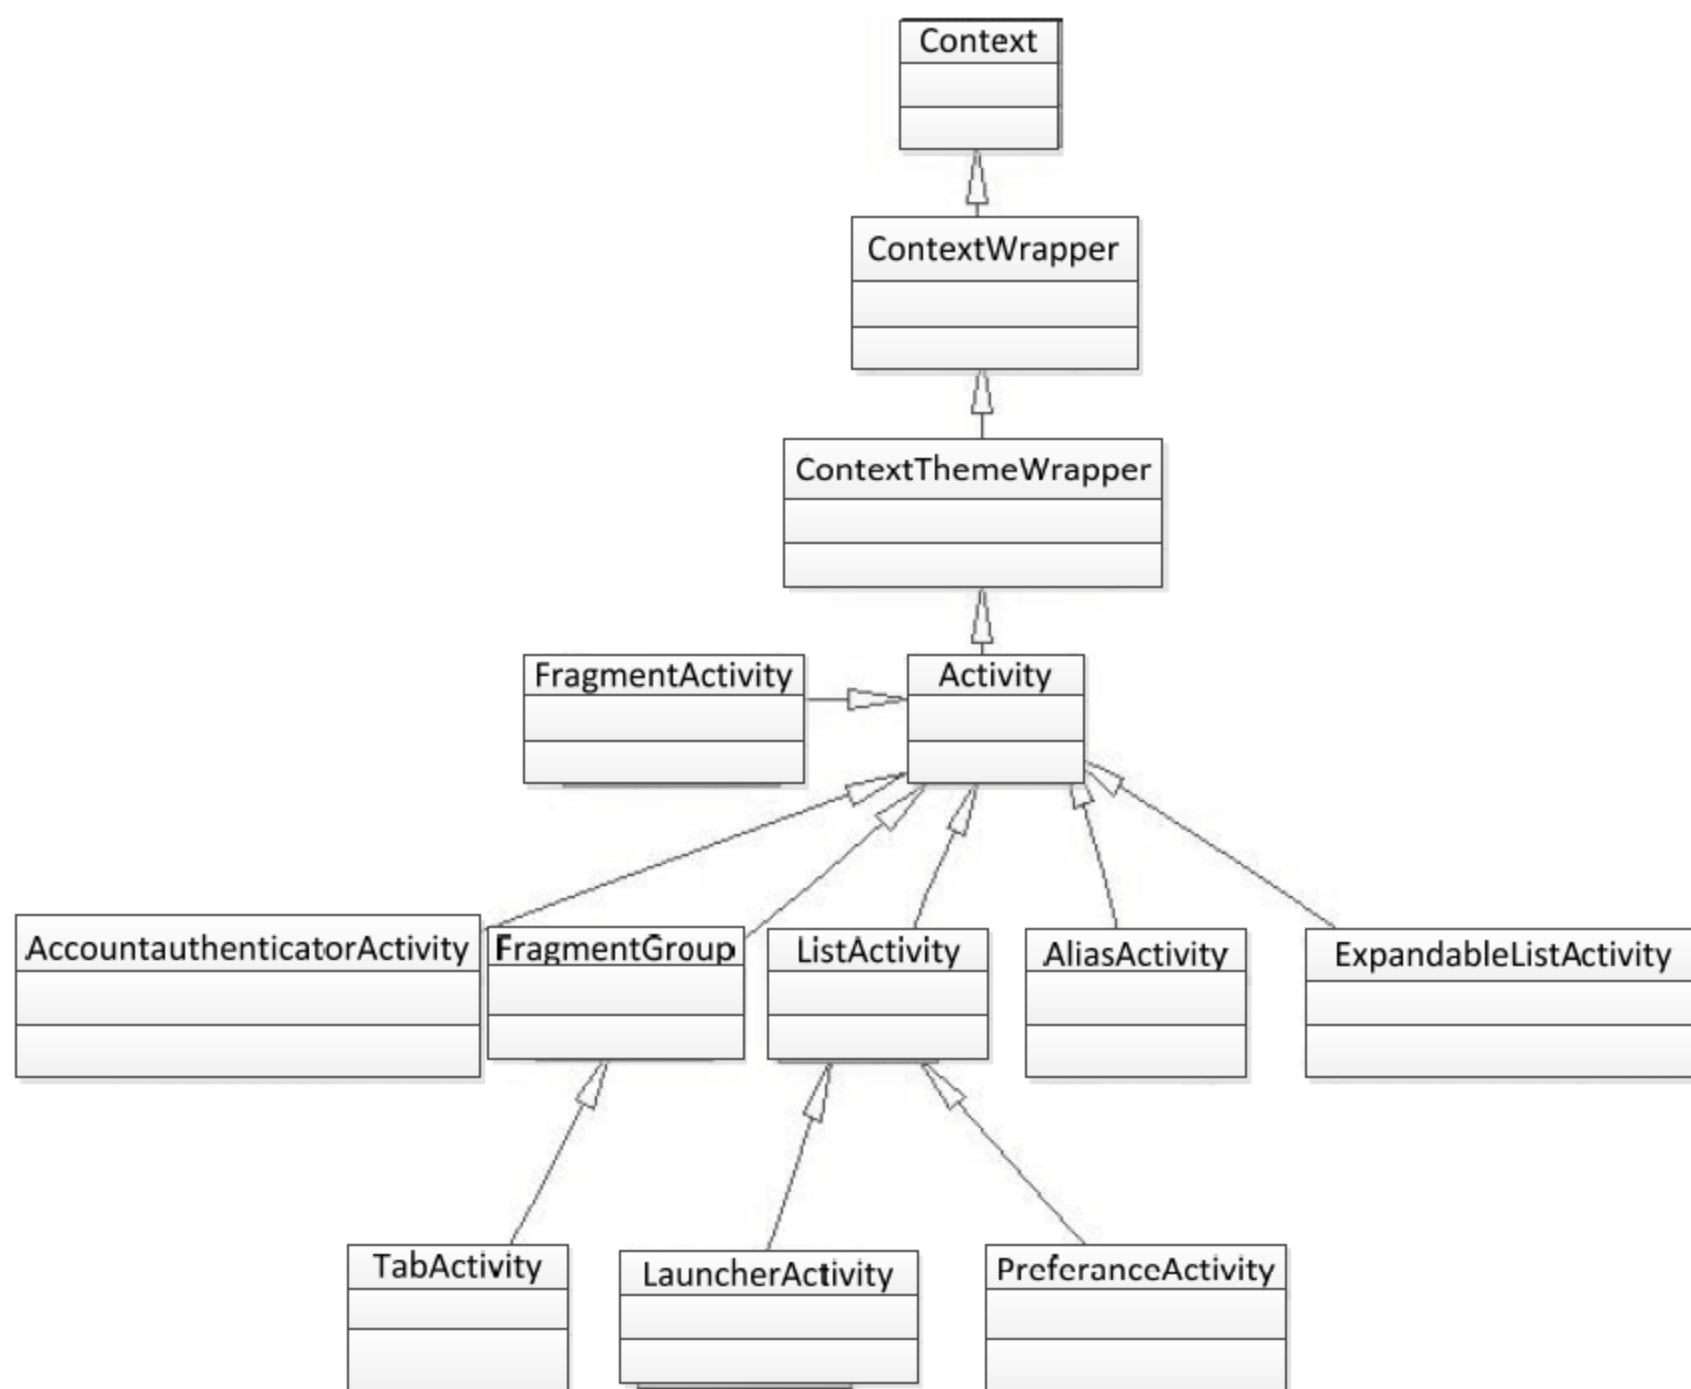 Context
ContextWrapper
ContextThemeWrapper
FragmentActivity
Activity
AccountauthenticatorActivity
FragmentGroup
ListActivity
AliasActivity
ExpandableListActivity
TabActivity
LauncherActivity
PreferanceActivity